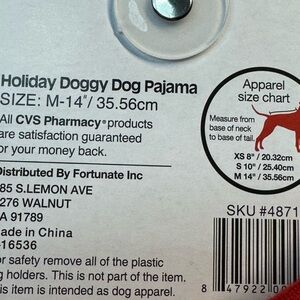 Holiday Doggy Dog Pajama
SIZE: M-14"/ 35.56cm
All CVS Pharmacy® products
are satisfaction guaranteed
or your money back.
Distributed By Fortunate Inc
85 S.LEMON AVE
276 WALNUT
A 91789
Made in China
-16536
or safety remove all of the plastic
g holders. This is not part of the item.
is item is intended as dog apparel.
Apparel
size chart
Measure from
base of neck
to base of tail.
XS 8" 20.32cm
S 10" 25.40cm
M 14" 35.56cm
SKU #4871
8 47922 00